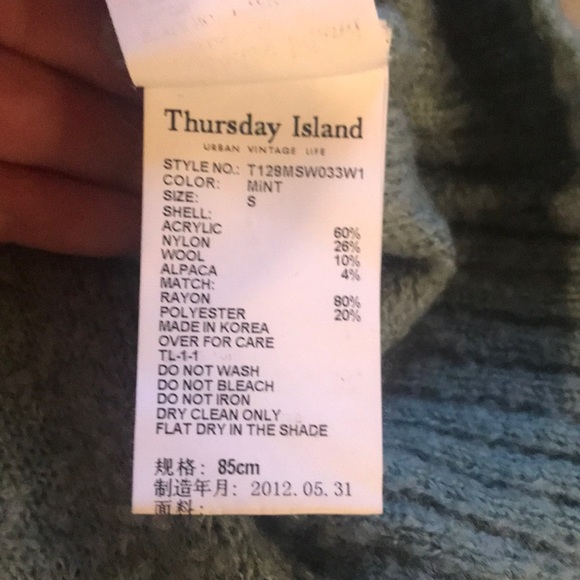 Thursday Island
URBAN VINTAGE LIFE
STYLE NO.: T129MSW033W1
COLOR: MiNT
SIZE: S
SHELL:
ACRYLIC 60%
NYLON 26%
WOOL 10%
ALPACA 4%
MATCH:
RAYON 80%
POLYESTER 20%
MADE IN KOREA
OVER FOR CARE
TL-1-1
DO NOT WASH
DO NOT BLEACH
DO NOT IRON
DRY CLEAN ONLY
FLAT DRY IN THE SHADE
规格: 85cm
制造年月: 2012.05.31
面料: